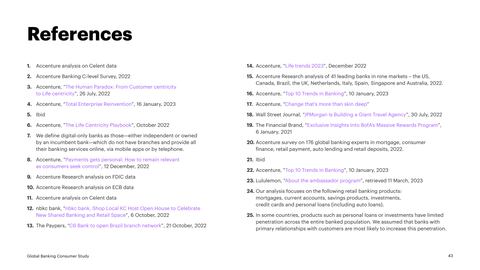 References
1. Accenture analysis on Celent data
2. Accenture Banking C-level Survey, 2022
3. Accenture, "The Human Paradox: From Customer centricity
to Life centricity", 26 July, 2022
4. Accenture, "Total Enterprise Reinvention", 16 January, 2023
5. Ibid
6. Accenture, "The Life Centricity Playbook", October 2022
7. We define digital-only banks as those—either independent or owned
by an incumbent bank—which do not have branches and provide all
their banking services online, via mobile apps or by telephone.
8. Accenture, "Payments gets personal: How to remain relevant
as consumers seek control", 12 December, 2022
9. Accenture Research analysis on FDIC data
10. Accenture Research analysis on ECB data
11. Accenture analysis on Celent data
12. nbkc bank, "nbkc bank, Shop Local KC Host Open House to Celebrate
New Shared Banking and Retail Space", 6 October, 2022
13. The Paypers, "C6 Bank to open Brazil branch network", 21 October, 2022
14. Accenture, "Life trends 2023", December 2022
15. Accenture Research analysis of 41 leading banks in nine markets – the US,
Canada, Brazil, the UK, Netherlands, Italy, Spain, Singapore and Australia, 2022.
16. Accenture, "Top 10 Trends in Banking", 10 January, 2023
17. Accenture, "Change that's more than skin deep"
18. Wall Street Journal, "JPMorgan is Building a Giant Travel Agency", 30 July, 2022
19. The Financial Brand, "Exclusive Insights Into BofA's Massive Rewards Program",
6 January, 2021
20. Accenture survey on 176 global banking experts in mortgage, consumer
finance, retail payment, auto lending and retail deposits, 2022.
21. Ibid
22. Accenture, "Top 10 Trends in Banking", 10 January, 2023
23. Lululemon, "About the ambassador program", retrieved 11 March, 2023
24. Our analysis focuses on the following retail banking products:
mortgages, current accounts, savings products, investments,
credit cards and personal loans (including auto loans).
25. In some countries, products such as personal loans or investments have limited
penetration across the entire banked population. We assumed that banks with
primary relationships with customers are most likely to increase this penetration.
Global Banking Consumer Study
43